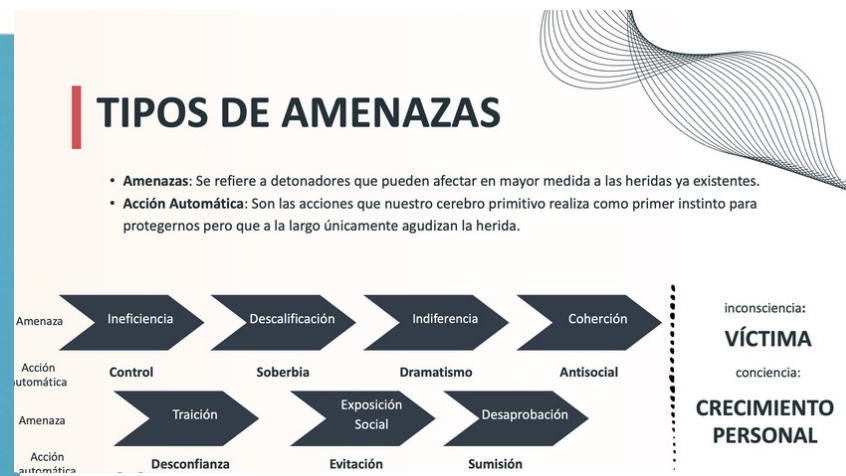 TIPOS DE AMENAZAS
• Amenazas: Se refiere a detonadores que pueden afectar en mayor medida a las heridas ya existentes.
• Acción Automática: Son las acciones que nuestro cerebro primitivo realiza como primer instinto para
protegernos pero que a la largo únicamente agudizan la herida.
Amenaza Ineficiencia Descalificación Indiferencia Coherción
Acción
automática Control Soberbia Dramatismo Antisocial
Amenaza Traición Exposición
Social Desaprobación
Acción
automática Desconfianza Evitación Sumisión
inconsciencia:
VÍCTIMA
conciencia:
CRECIMIENTO
PERSONAL